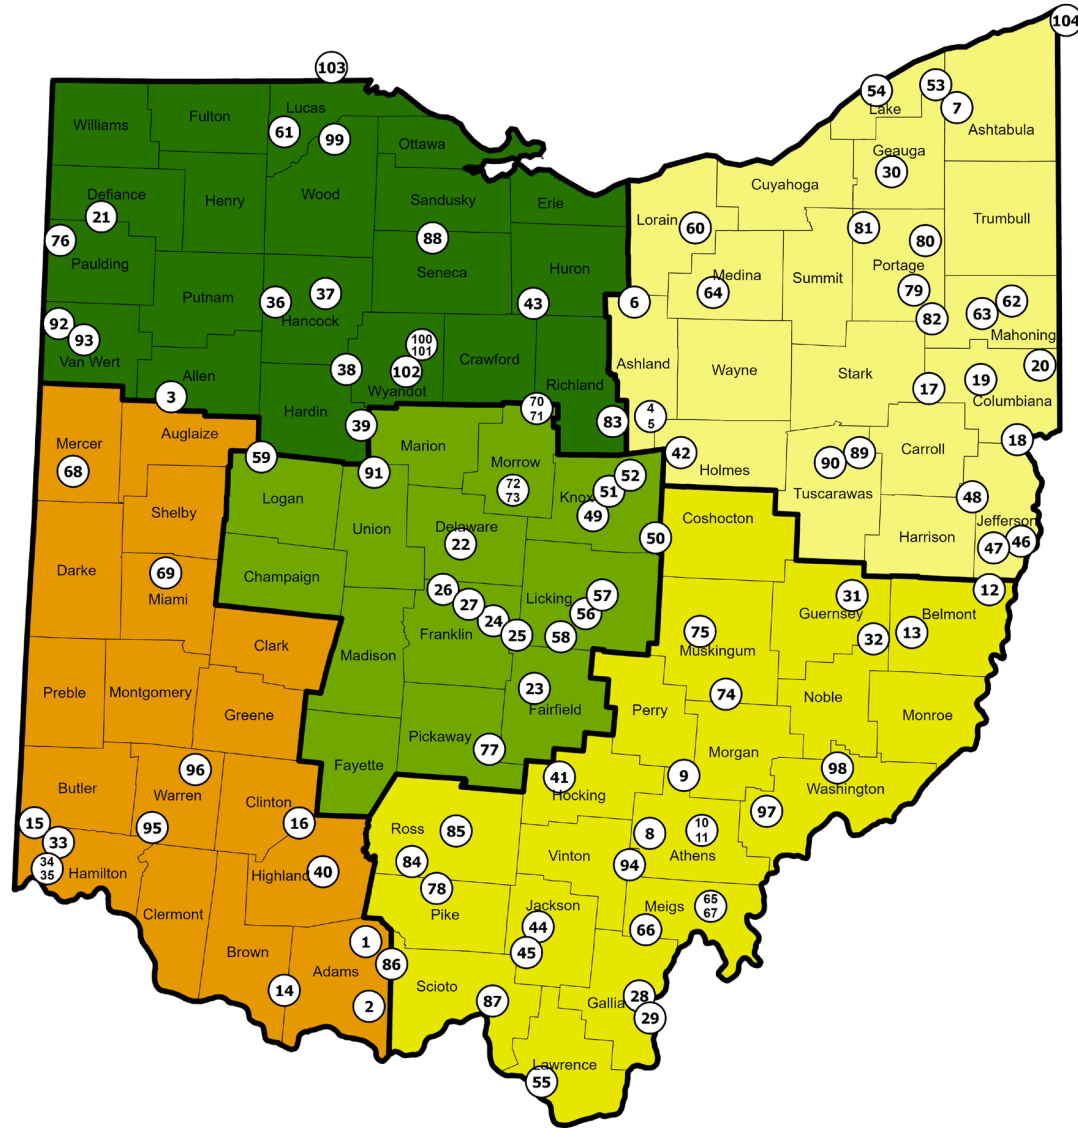 104
103
54
53
Lake
7
Lucas
Williams
Fulton
61
99
Ottawa
Ashtabula
Geauga
30
Cuyahoga
Defiance
21
Henry
Wood
Sandusky
Erie
Lorain
60
Trumbull
76
Paulding
88
Seneca
Huron
81
80
Portage
Medina
64
Summit
79
82
62
63
Mahoning
Putnam
36
37
Hancock
43
6
92
93
Van Wert
Allen
3
38
100
101
102
Wyandot
Crawford
Richland
Ashland
Wayne
Stark
17
19
20
Columbiana
Hardin
39
70
71
83
4
5
Mercer
68
Auglaize
59
Marion
Morrow
72
73
Knox
51
52
49
42
Holmes
90
89
Tuscarawas
Carroll
18
91
Logan
Shelby
Union
Delaware
22
50
Coshocton
48
Harrison
Jefferson
47
46
Darke
69
Miami
Champaign
26
27
24
25
Franklin
Licking
57
56
58
75
Muskingum
31
Guernsey
32
12
Belmont
13
Clark
Madison
Preble
Montgomery
Greene
23
Fairfield
74
Perry
Noble
Monroe
Pickaway
77
Morgan
96
Butler
Warren
95
Clinton
16
Fayette
41
Hocking
9
98
Washington
97
15
33
34
35
Hamilton
Ross
85
84
Vinton
8
10
11
Athens
94
Highland
40
78
Pike
Clermont
Jackson
44
45
Meigs
65
67
66
Brown
1
Adams
86
14
2
Scioto
87
Gallia
28
29
Lawrence
55